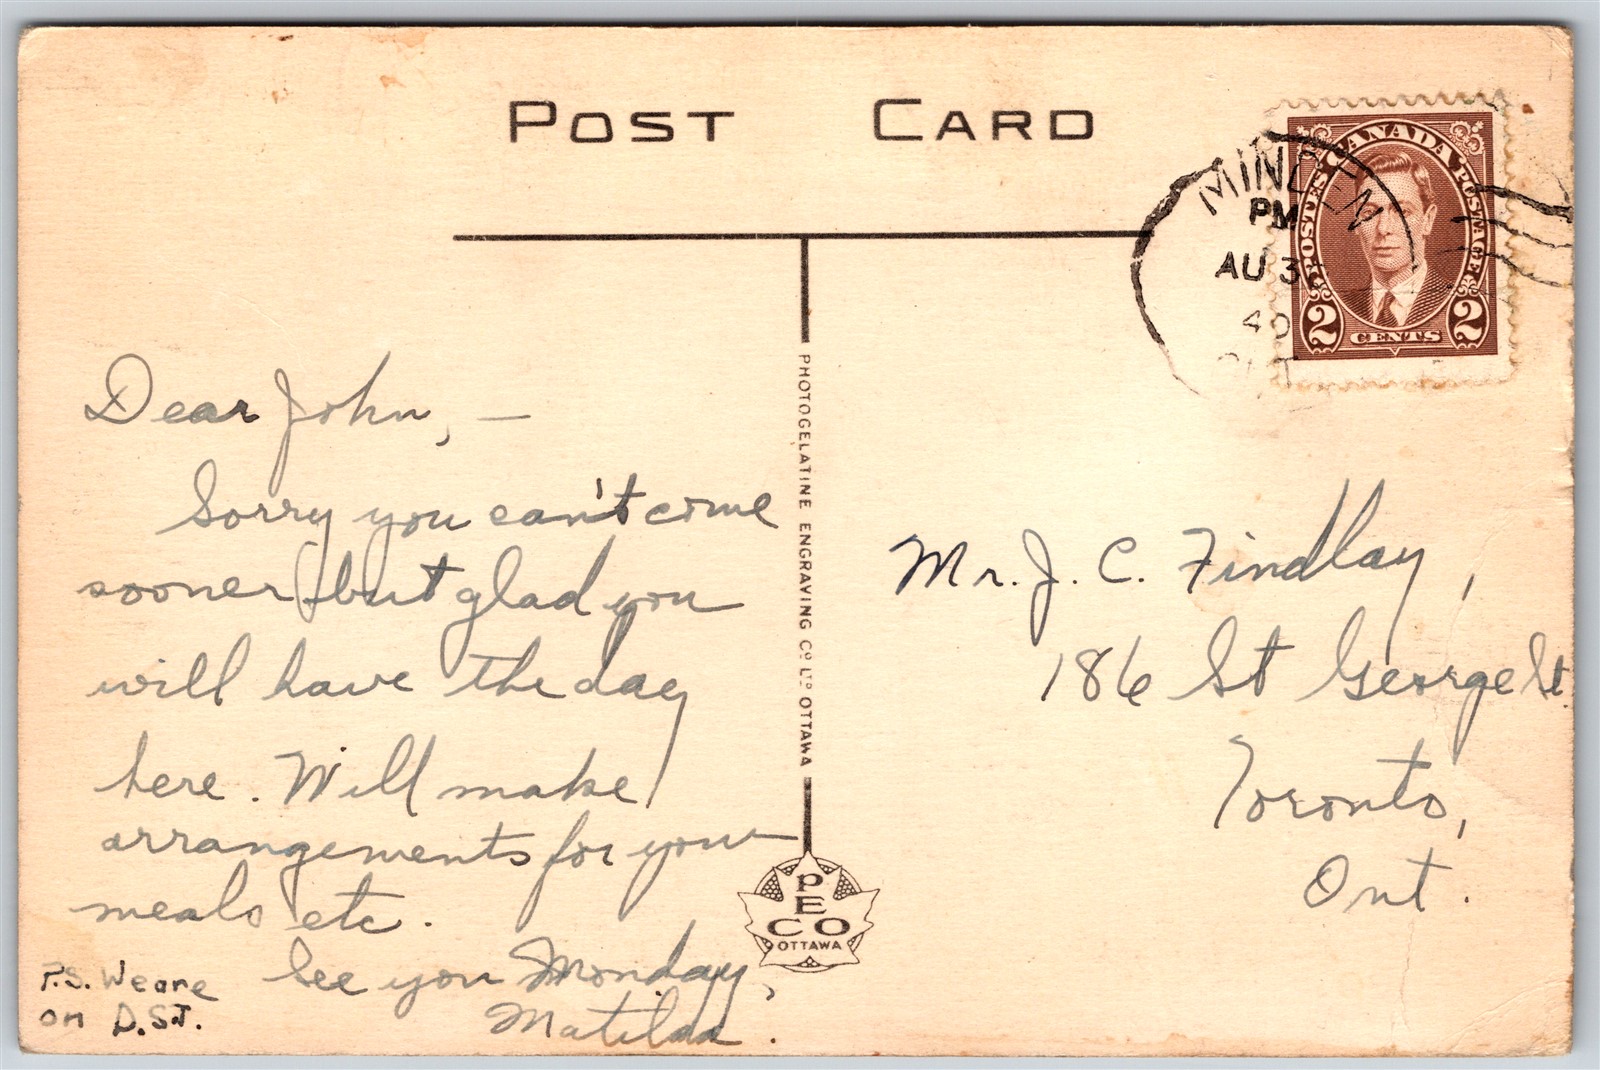 POST CARD
CANADA
POSTES POSTAGE
2 CENTS 2
MINDEN
PM
AU 3
40
ONT
Dear John, —
Sorry you can't come
sooner but glad you
will have the day
here. Will make
arrangements for your
meals etc.
See you Monday,
Matilda.
P.S. We are
on D.S.T.
PHOTOGELATINE ENGRAVING Co LTD OTTAWA
PECO
OTTAWA
Mr. J. C. Findlay,
186 St George St.
Toronto,
Ont.